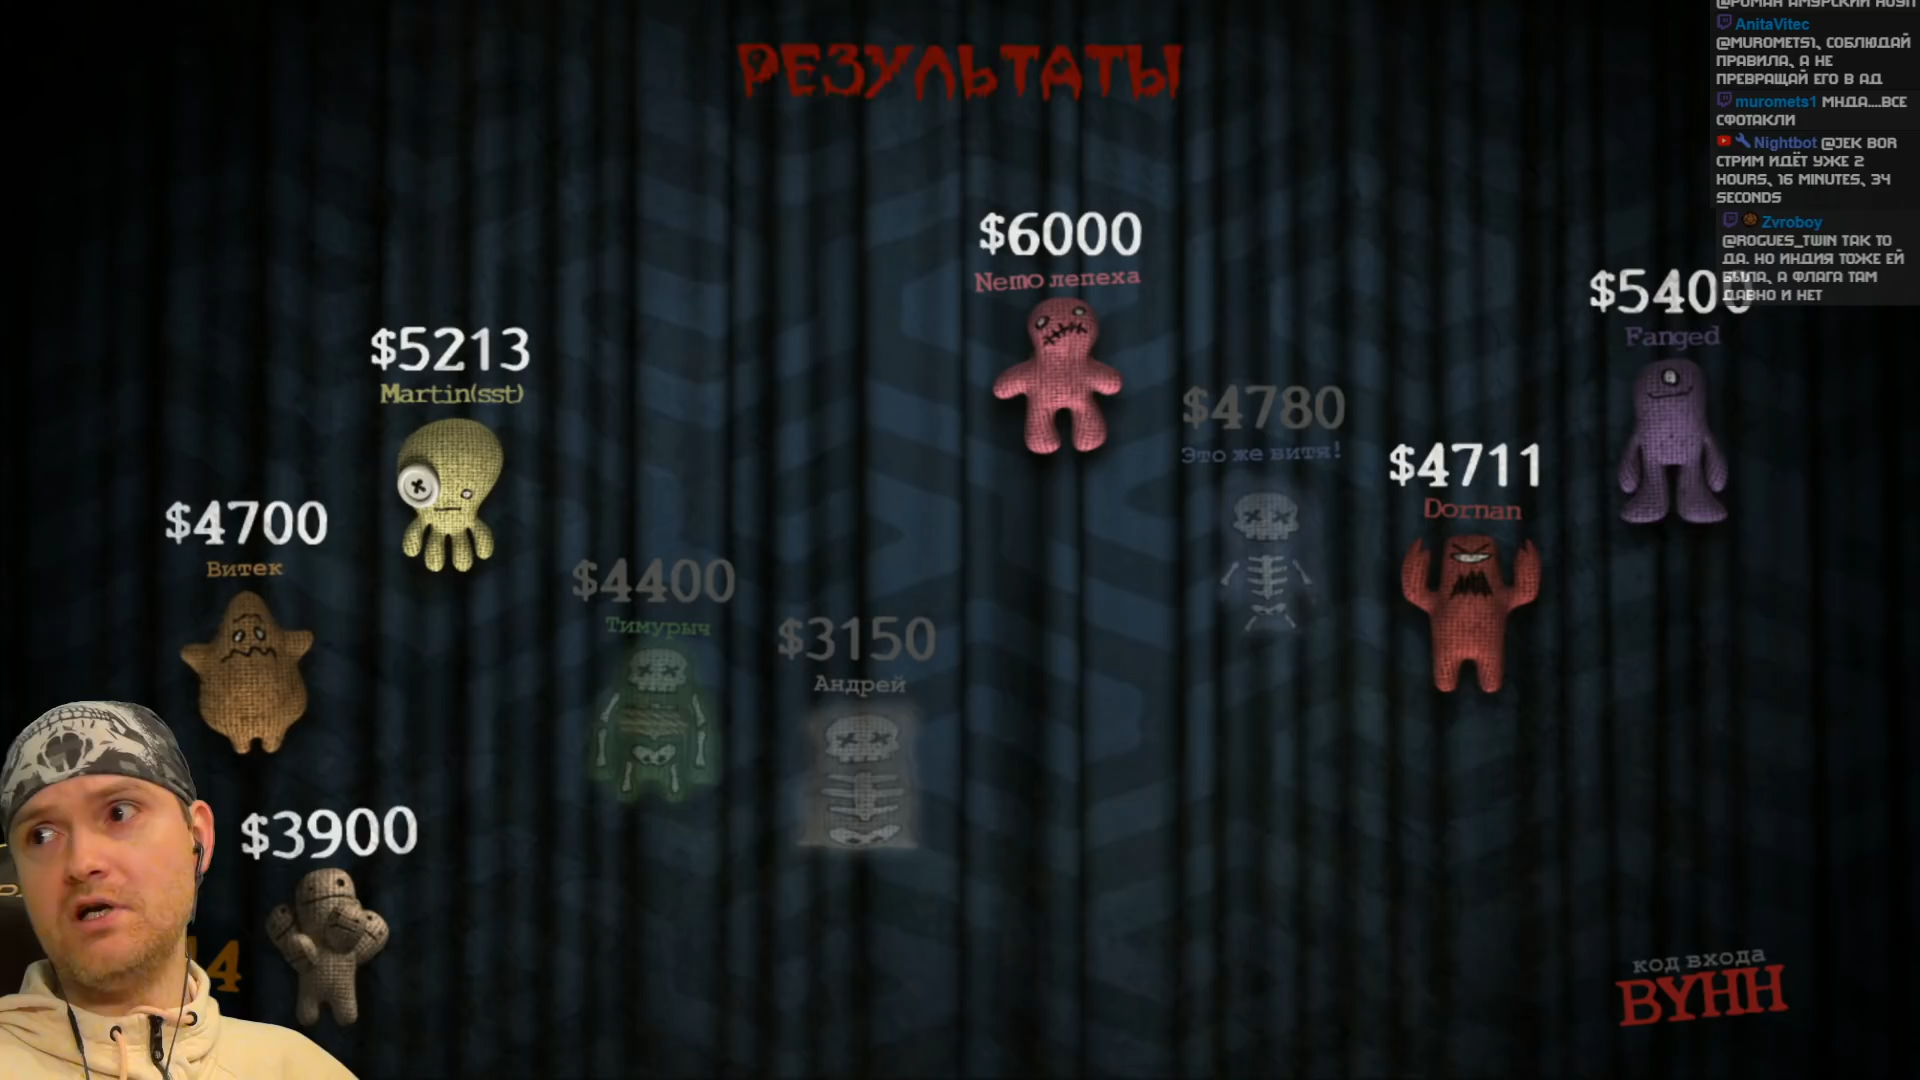 РЕЗУЛЬТАТЫ
$6000
Nemo лепеха
$5400
Fanged
$5213
Martin(sst)
$4780
Это же витя!
$4711
Dornan
$4700
Витек
$4400
Тимурыч
$3150
Андрей
$3900
4
код входа
BYHH
AnitaVitec
@MUROMETS1, СОБЛЮДАЙ
ПРАВИЛА, А НЕ
ПРЕВРАЩАЙ ЕГО В АД
muromets1 МНДА....ВСЕ
СФОТАКЛИ
Nightbot @JEK BOR
СТРИМ ИДЁТ УЖЕ 2
HOURS, 16 MINUTES, 34
SECONDS
Zvroboy
@ROGUES_TWIN ТАК ТО
ДА. НО ИНДИЯ ТОЖЕ ЕЙ
БЫЛА, А ФЛАГА ТАМ
ДАВНО И НЕТ